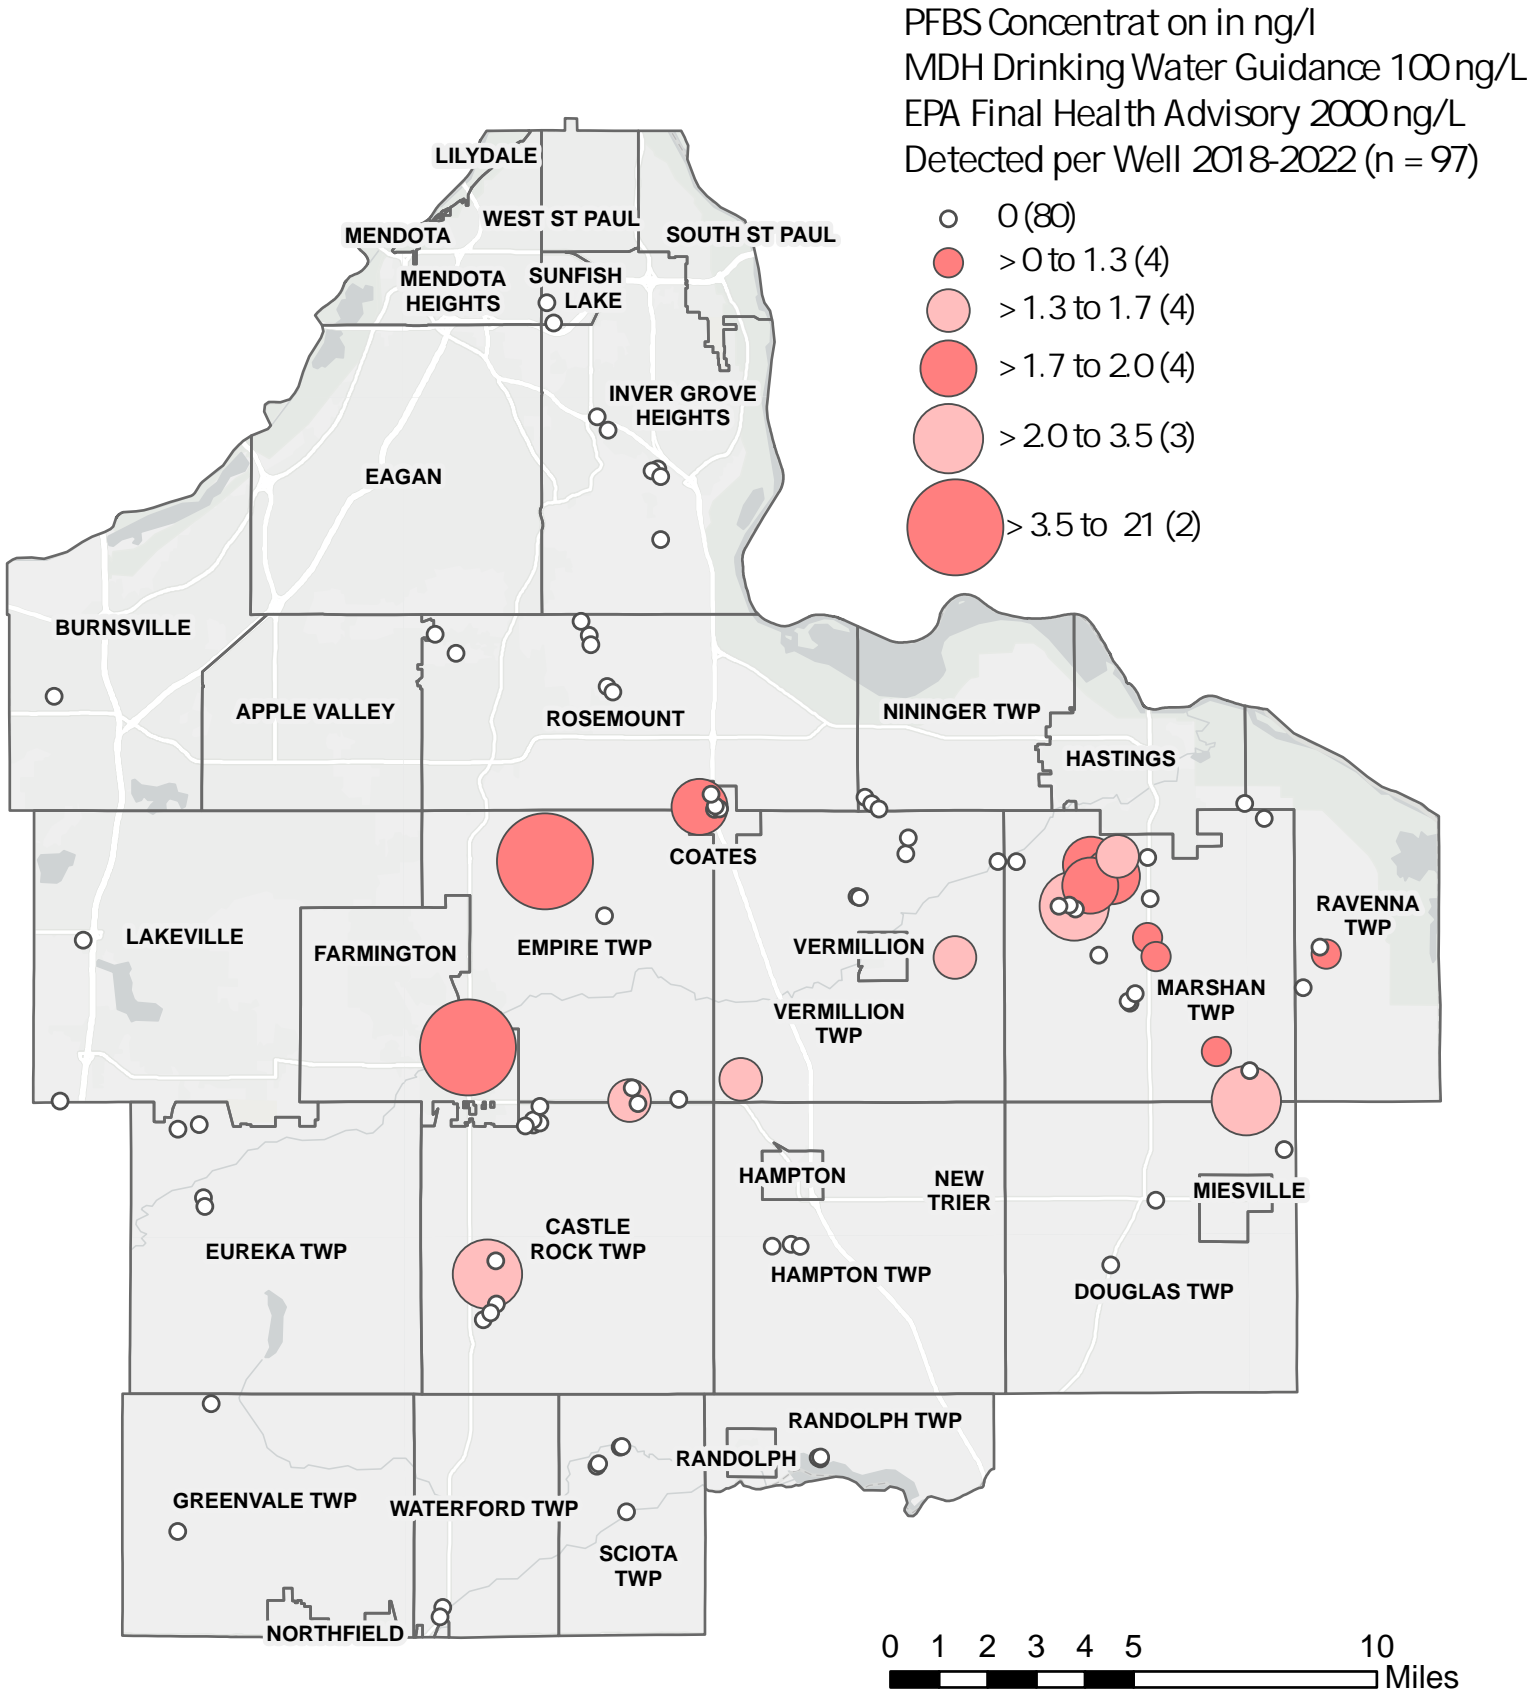 PFBS Concentrat on in ng/l
MDH Drinking Water Guidance 100 ng/L
EPA Final Health Advisory 2000 ng/L
Detected per Well 2018-2022 (n = 97)
0 (80)
> 0 to 1.3 (4)
> 1.3 to 1.7 (4)
> 1.7 to 2.0 (4)
> 2.0 to 3.5 (3)
> 3.5 to 21 (2)
LILYDALE
WEST ST PAUL
MENDOTA
SOUTH ST PAUL
MENDOTA
HEIGHTS
SUNFISH
LAKE
INVER GROVE
HEIGHTS
EAGAN
BURNSVILLE
APPLE VALLEY
ROSEMOUNT
NININGER TWP
HASTINGS
COATES
LAKEVILLE
FARMINGTON
EMPIRE TWP
VERMILLION
RAVENNA
TWP
VERMILLION
TWP
MARSHAN
TWP
HAMPTON
NEW
TRIER
MIESVILLE
EUREKA TWP
CASTLE
ROCK TWP
HAMPTON TWP
DOUGLAS TWP
RANDOLPH TWP
RANDOLPH
GREENVALE TWP
WATERFORD TWP
SCIOTA
TWP
NORTHFIELD
0 1 2 3 4 5 10
Miles